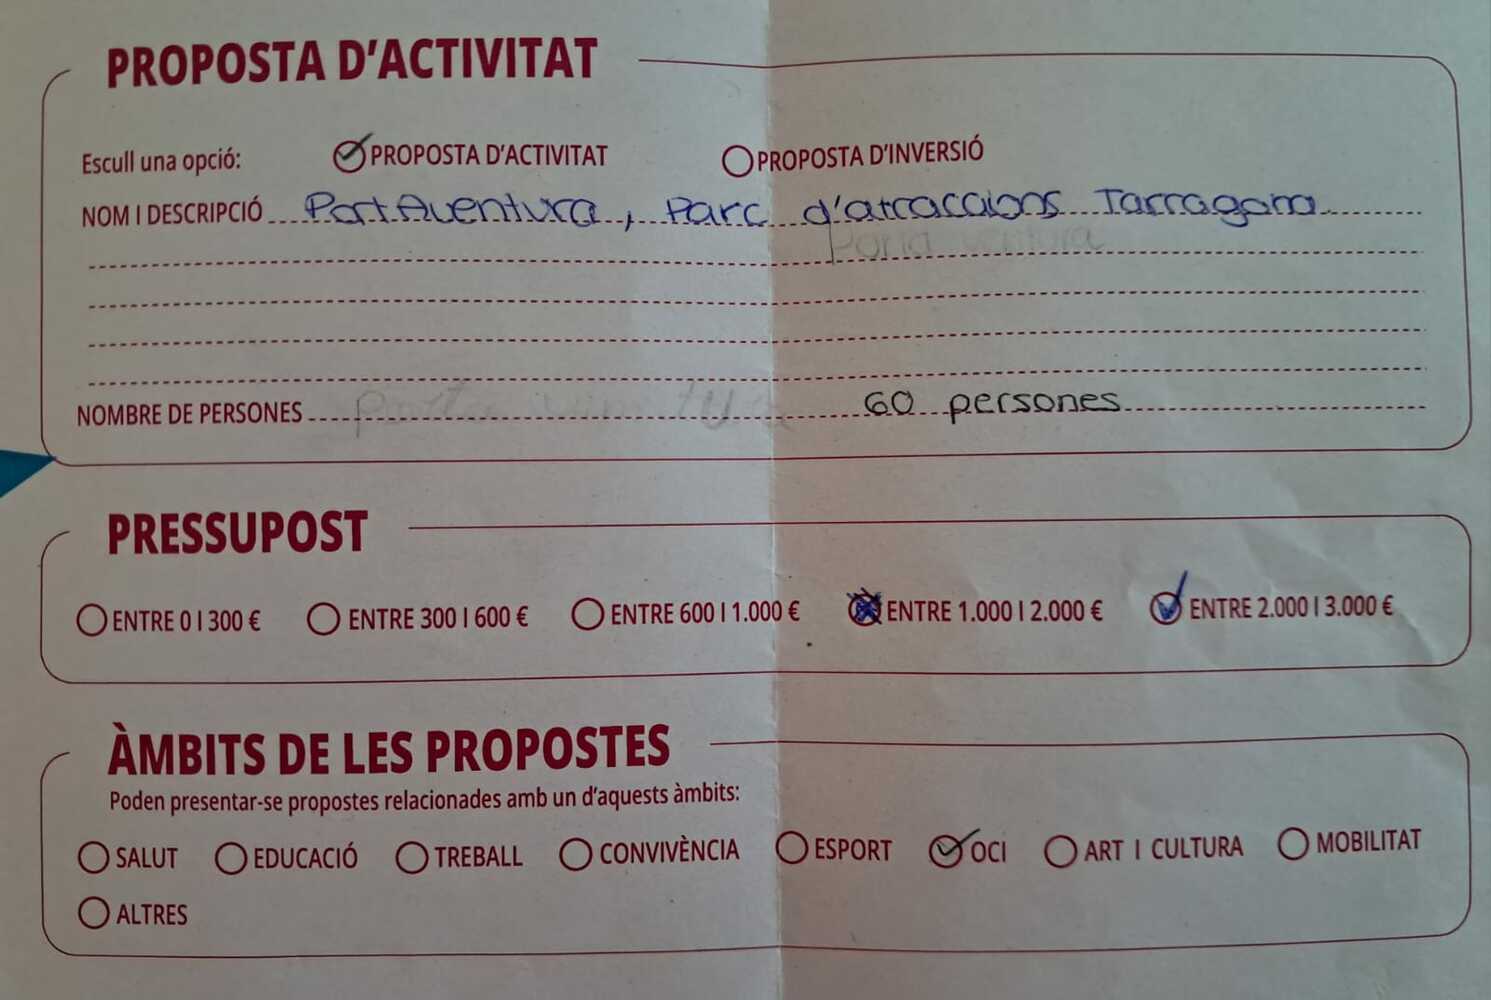 PROPOSTA D'ACTIVITAT
Escull una opció: PROPOSTA D'ACTIVITAT PROPOSTA D'INVERSIÓ
NOM I DESCRIPCIÓ PortAventura, Parc d'atraccions Tarragona
Porta ventura
NOMBRE DE PERSONES Porta 60 persones
PRESSUPOST
ENTRE 0 I 300 € ENTRE 300 I 600 € ENTRE 600 I 1.000 € ENTRE 1.000 I 2.000 € ENTRE 2.000 I 3.000 €
ÀMBITS DE LES PROPOSTES
Poden presentar-se propostes relacionades amb un d'aquests àmbits:
SALUT EDUCACIÓ TREBALL CONVIVÈNCIA ESPORT OCI ART I CULTURA MOBILITAT
ALTRES